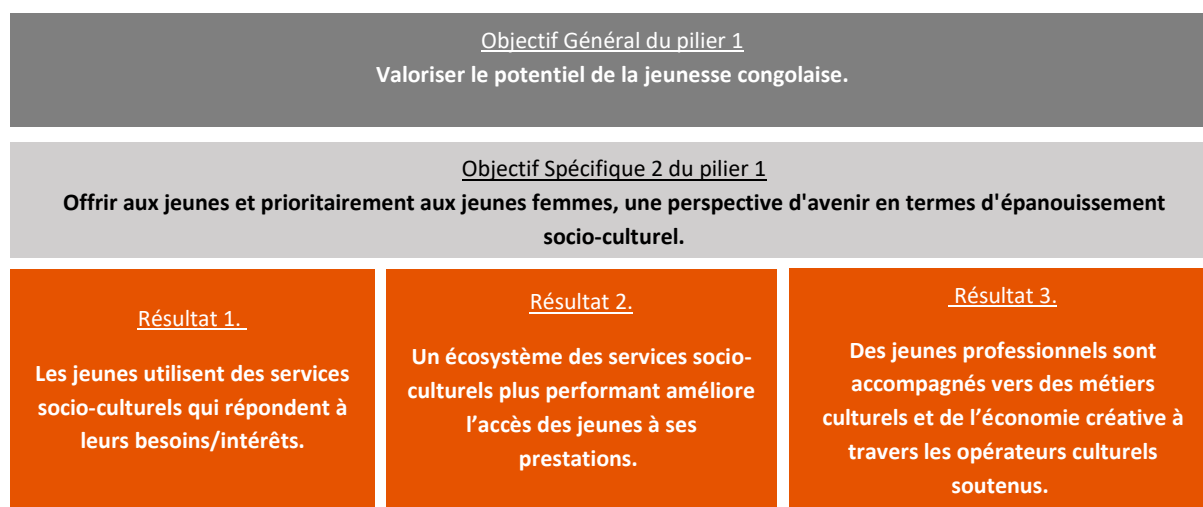 Objectif Général du pilier 1
Valoriser le potentiel de la jeunesse congolaise.
Objectif Spécifique 2 du pilier 1
Offrir aux jeunes et prioritairement aux jeunes femmes, une perspective d'avenir en termes d'épanouissement
socio-culturel.
Résultat 1.
Les jeunes utilisent des services
socio-culturels qui répondent à
leurs besoins/intérêts.
Résultat 2.
Un écosystème des services socio-
culturels plus performant améliore
l’accès des jeunes à ses
prestations.
Résultat 3.
Des jeunes professionnels sont
accompagnés vers des métiers
culturels et de l’économie créative à
travers les opérateurs culturels
soutenus.